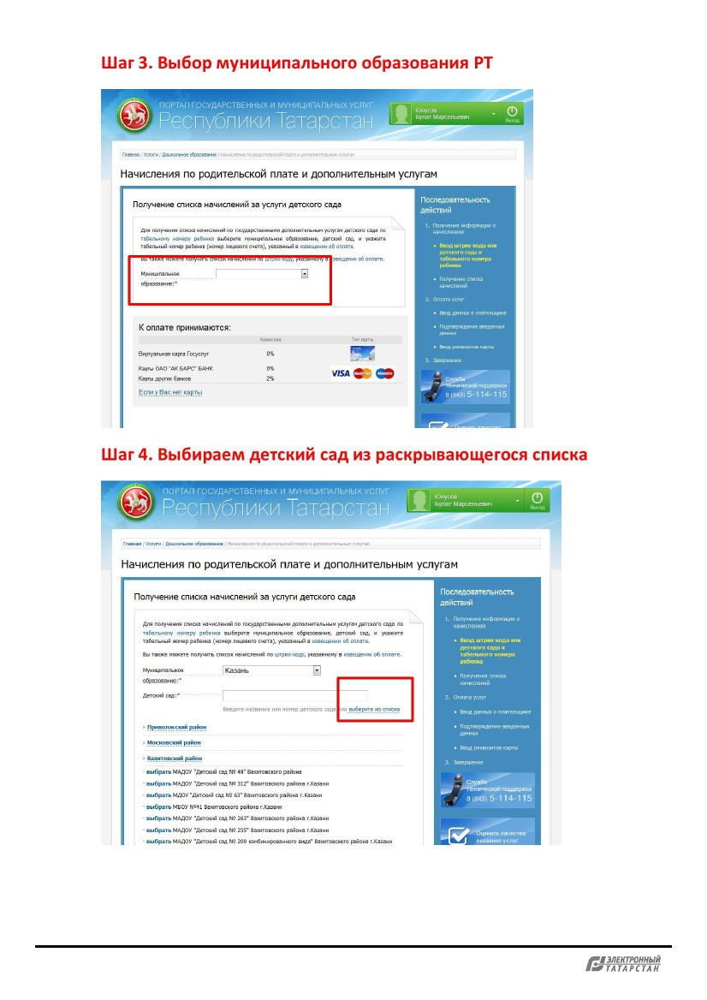 Шаг 3. Выбор муниципального образования РТ
ПОРТАЛ ГОСУДАРСТВЕННЫХ И МУНИЦИПАЛЬНЫХ УСЛУГ
Республики Татарстан
Юнусов
Булат Марсельевич
Выход
Главная / Услуги / Дошкольное образование / Начисления по родительской плате и дополнительным услугам
Начисления по родительской плате и дополнительным услугам
Получение списка начислений за услуги детского сада
Для получения списка начислений по государственными дополнительным услугам детского сада по
табельному номеру ребенка выберите муниципальное образование, детский сад, и укажите
табельный номер ребенка (номер лицевого счета), указанный в извещении об оплате.
Вы также можете получить список начислений по штрих-коду, указанному в извещении об оплате.
Муниципальное
образование:*
К оплате принимаются:
Комиссия
Тип карты
Виртуальная карта Госуслуг 0%
Карты ОАО "АК БАРС" БАНК 0%
Карты других банков 2%
VISA MasterCard Maestro
Если у Вас нет карты
Последовательность
действий
1. Получение информации о
начислениях
• Ввод штрих-кода или
детского сада и
табельного номера
ребенка
• Получение списка
начислений
2. Оплата услуг
• Ввод данных о плательщике
• Подтверждение введенных
данных
• Ввод реквизитов карты
3. Завершение
Служба
технической поддержки
8 (843) 5-114-115
Оценить качество
Шаг 4. Выбираем детский сад из раскрывающегося списка
ПОРТАЛ ГОСУДАРСТВЕННЫХ И МУНИЦИПАЛЬНЫХ УСЛУГ
Республики Татарстан
Юнусов
Булат Марсельевич
Выход
Главная / Услуги / Дошкольное образование / Начисления по родительской плате и дополнительным услугам
Начисления по родительской плате и дополнительным услугам
Получение списка начислений за услуги детского сада
Для получения списка начислений по государственными дополнительным услугам детского сада по
табельному номеру ребенка выберите муниципальное образование, детский сад, и укажите
табельный номер ребенка (номер лицевого счета), указанный в извещении об оплате.
Вы также можете получить список начислений по штрих-коду, указанному в извещении об оплате.
Муниципальное
образование:*
Казань
Детский сад:*
Введите название или номер детского сада или выберите из списка
Приволжский район
Московский район
Вахитовский район
- выбрать МАДОУ "Детский сад № 49" Вахитовского района
- выбрать МАДОУ "Детский сад № 312" Вахитовского района г.Казани
- выбрать МДОУ "Детский сад № 63" Вахитовского района г.Казани
- выбрать МБОУ №41 Вахитовского района г.Казани
- выбрать МАДОУ "Детский сад № 263" Вахитовского района г.Казани
- выбрать МАДОУ "Детский сад № 255" Вахитовского района г.Казани
- выбрать МАДОУ "Детский сад № 209 комбинированного вида" Вахитовского района г.Казани
Последовательность
действий
1. Получение информации о
начислениях
• Ввод штрих-кода или
детского сада и
табельного номера
ребенка
• Получение списка
начислений
2. Оплата услуг
• Ввод данных о плательщике
• Подтверждение введенных
данных
• Ввод реквизитов карты
3. Завершение
Служба
технической поддержки
8 (843) 5-114-115
Оценить качества
оказания услуг
ЭЛЕКТРОННЫЙ
ТАТАРСТАН